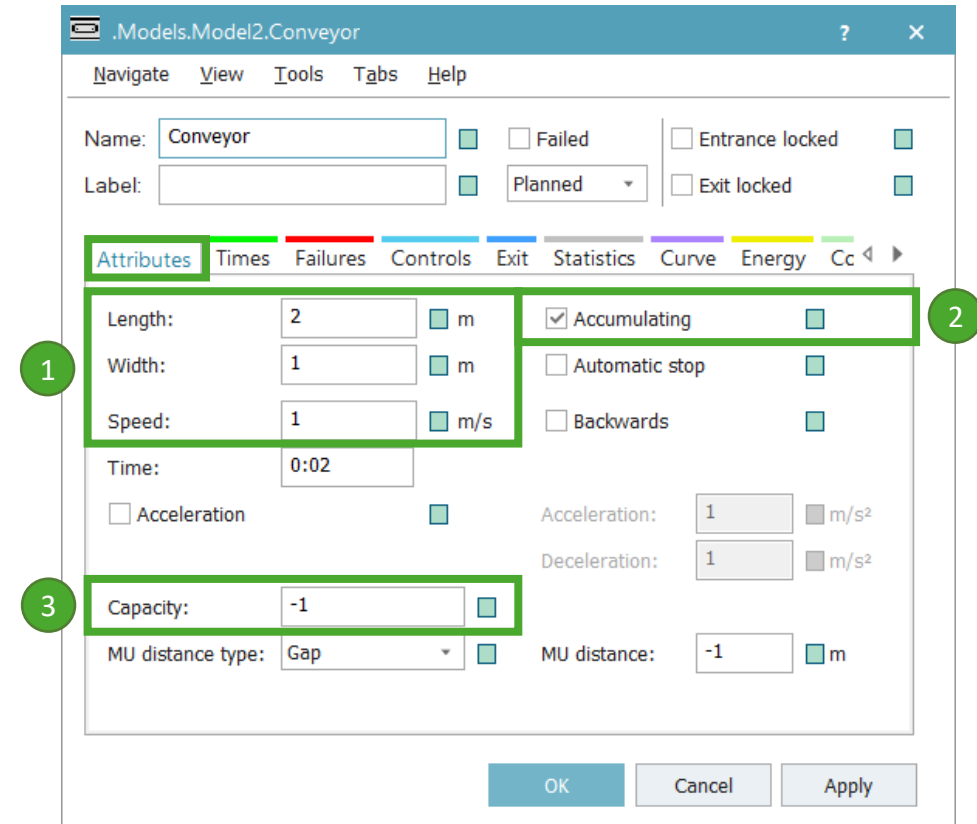 .Models.Model2.Conveyor ? ×
Navigate View Tools Tabs Help
Name: Conveyor Failed Entrance locked
Label: Planned Exit locked
Attributes Times Failures Controls Exit Statistics Curve Energy Cc
Length: 2 m Accumulating 2
1 Width: 1 m Automatic stop
Speed: 1 m/s Backwards
Time: 0:02
Acceleration Acceleration: 1 m/s²
Deceleration: 1 m/s²
3 Capacity: -1
MU distance type: Gap MU distance: -1 m
OK Cancel Apply